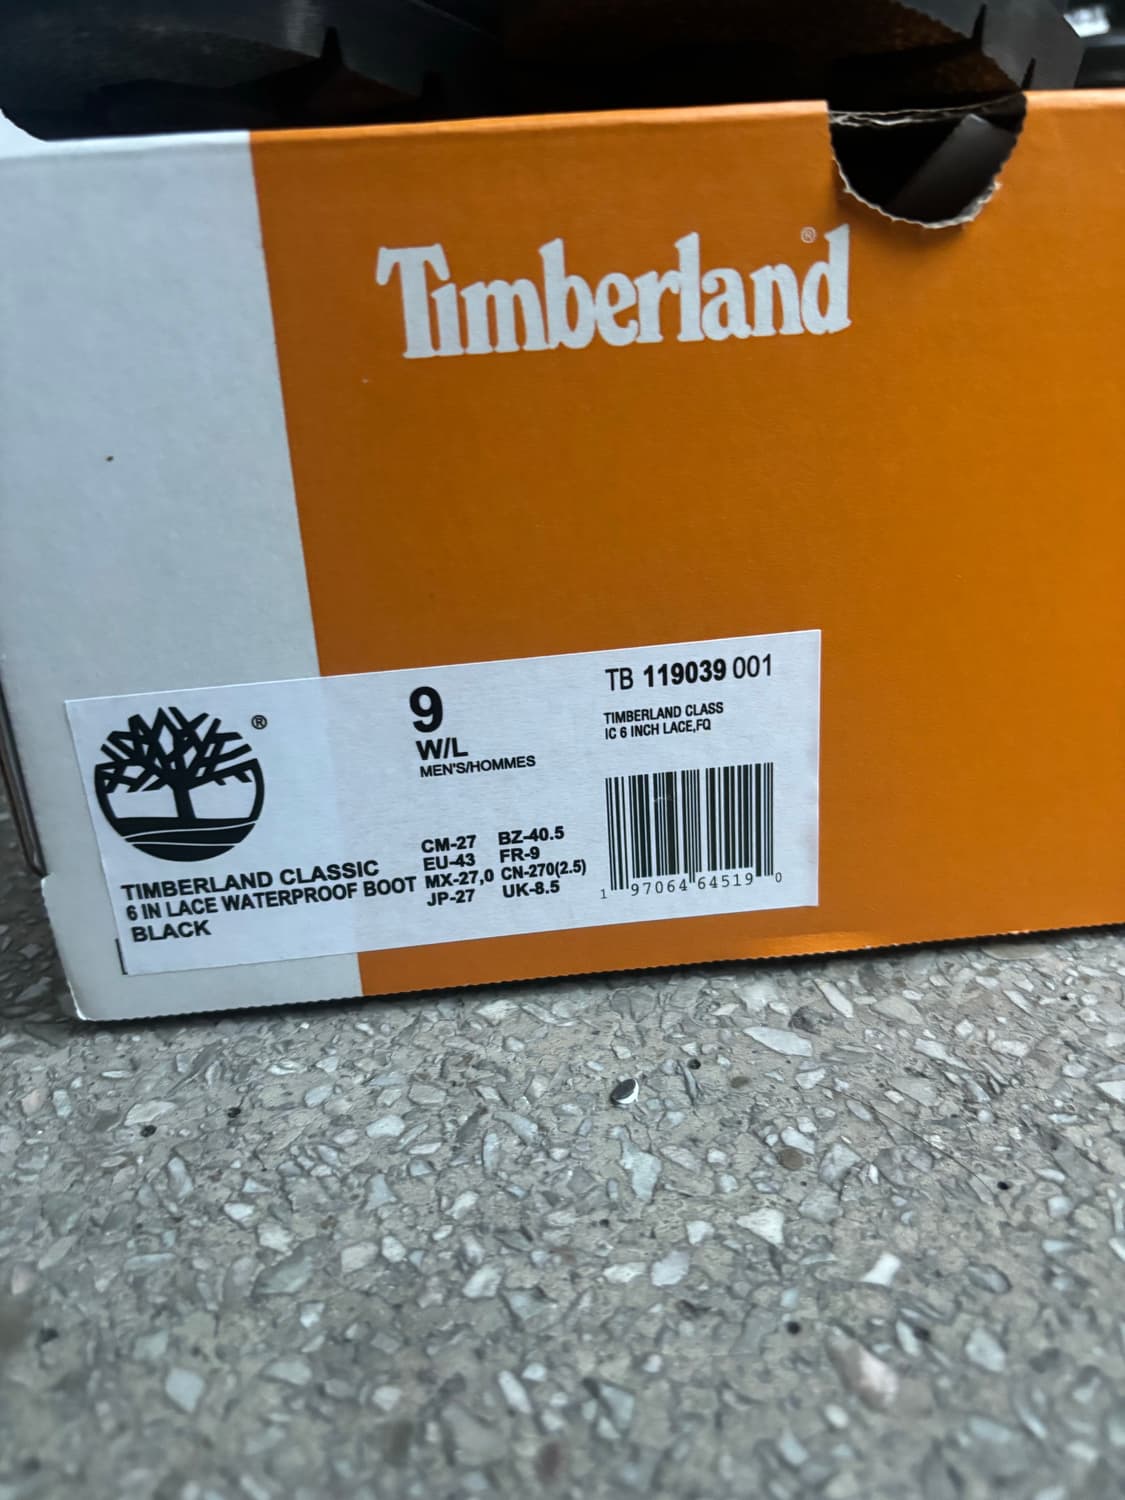 Timberland®
®
TIMBERLAND CLASSIC
6 IN LACE WATERPROOF BOOT
BLACK
9
W/L
MEN'S/HOMMES
CM-27 BZ-40.5
EU-43 FR-9
MX-27,0 CN-270(2.5)
JP-27 UK-8.5
TB 119039 001
TIMBERLAND CLASS
IC 6 INCH LACE,FQ
1 97064 64519 0